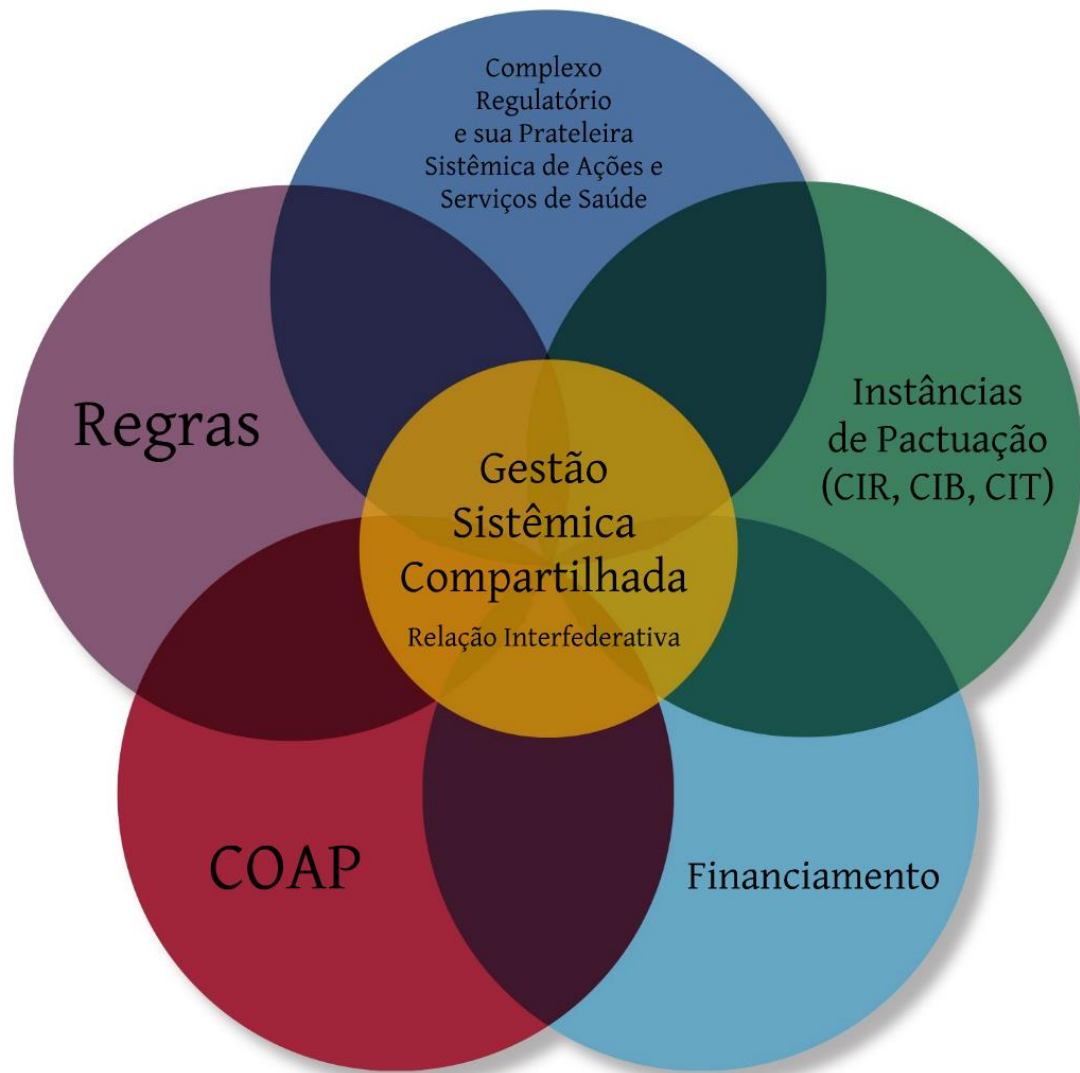 Complexo
Regulatório
e sua Prateleira
Sistêmica de Ações e
Serviços de Saúde
Regras
Instâncias
de Pactuação
(CIR, CIB, CIT)
Gestão
Sistêmica
Compartilhada
Relação Interfederativa
COAP
Financiamento